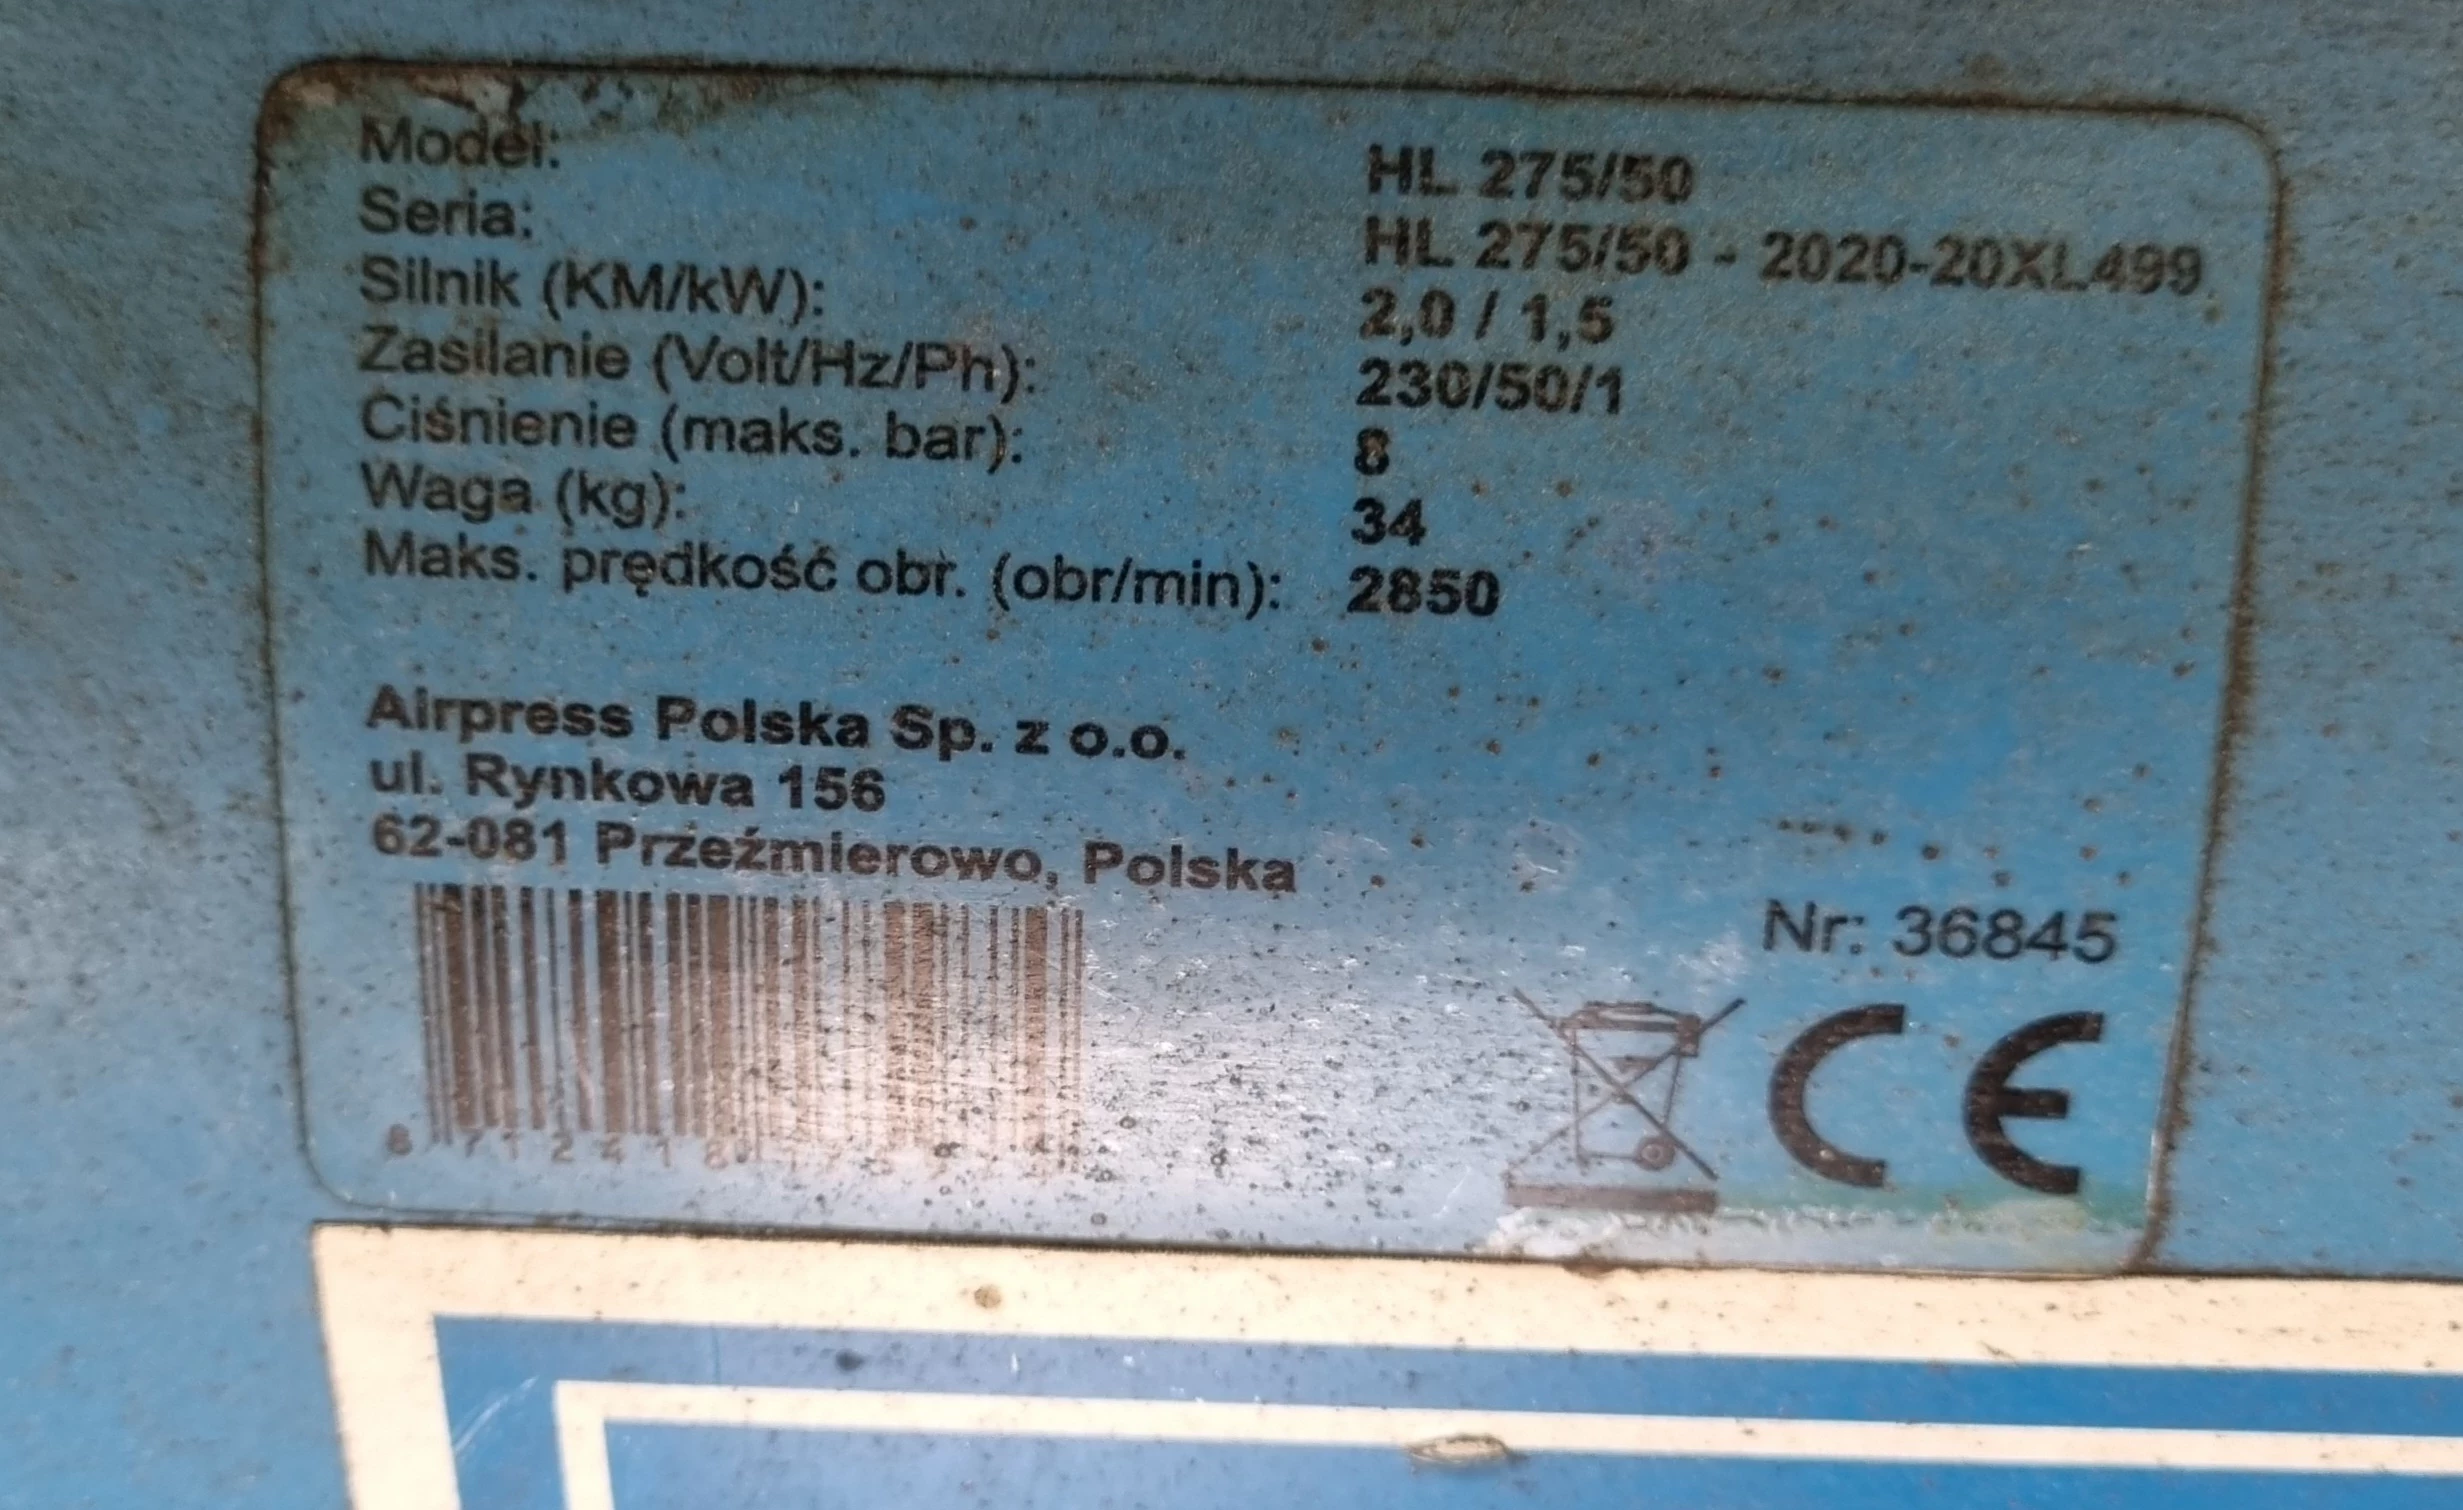 Model: HL 275/50
Seria: HL 275/50 - 2020-20XL499
Silnik (KM/kW): 2,0 / 1,5
Zasilanie (Volt/Hz/Ph): 230/50/1
Ciśnienie (maks. bar): 8
Waga (kg): 34
Maks. prędkość obr. (obr/min): 2850
Airpress Polska Sp. z o.o.
ul. Rynkowa 156
62-081 Przeźmierowo, Polska
Nr: 36845
CE